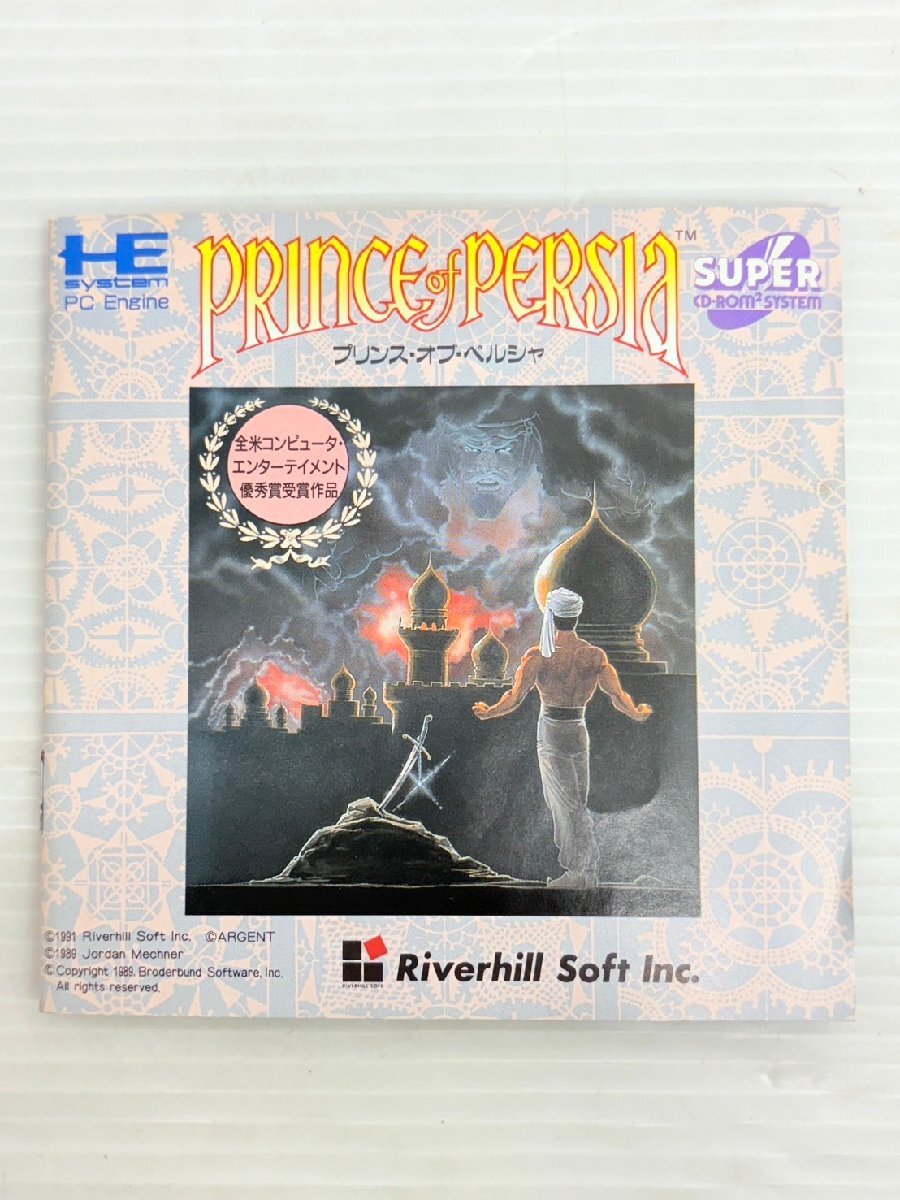 HE
system
PC Engine
PRINCE of PERSIA™
SUPER
CD-ROM² SYSTEM
プリンス・オブ・ペルシャ
全米コンピュータ・
エンターテイメント
優秀賞受賞作品
©1991 Riverhill Soft Inc. ©ARGENT
©1989 Jordan Mechner
© Copyright 1989, Broderbund Software, Inc.
All rights reserved.
RIVERHILL SOFT
Riverhill Soft Inc.